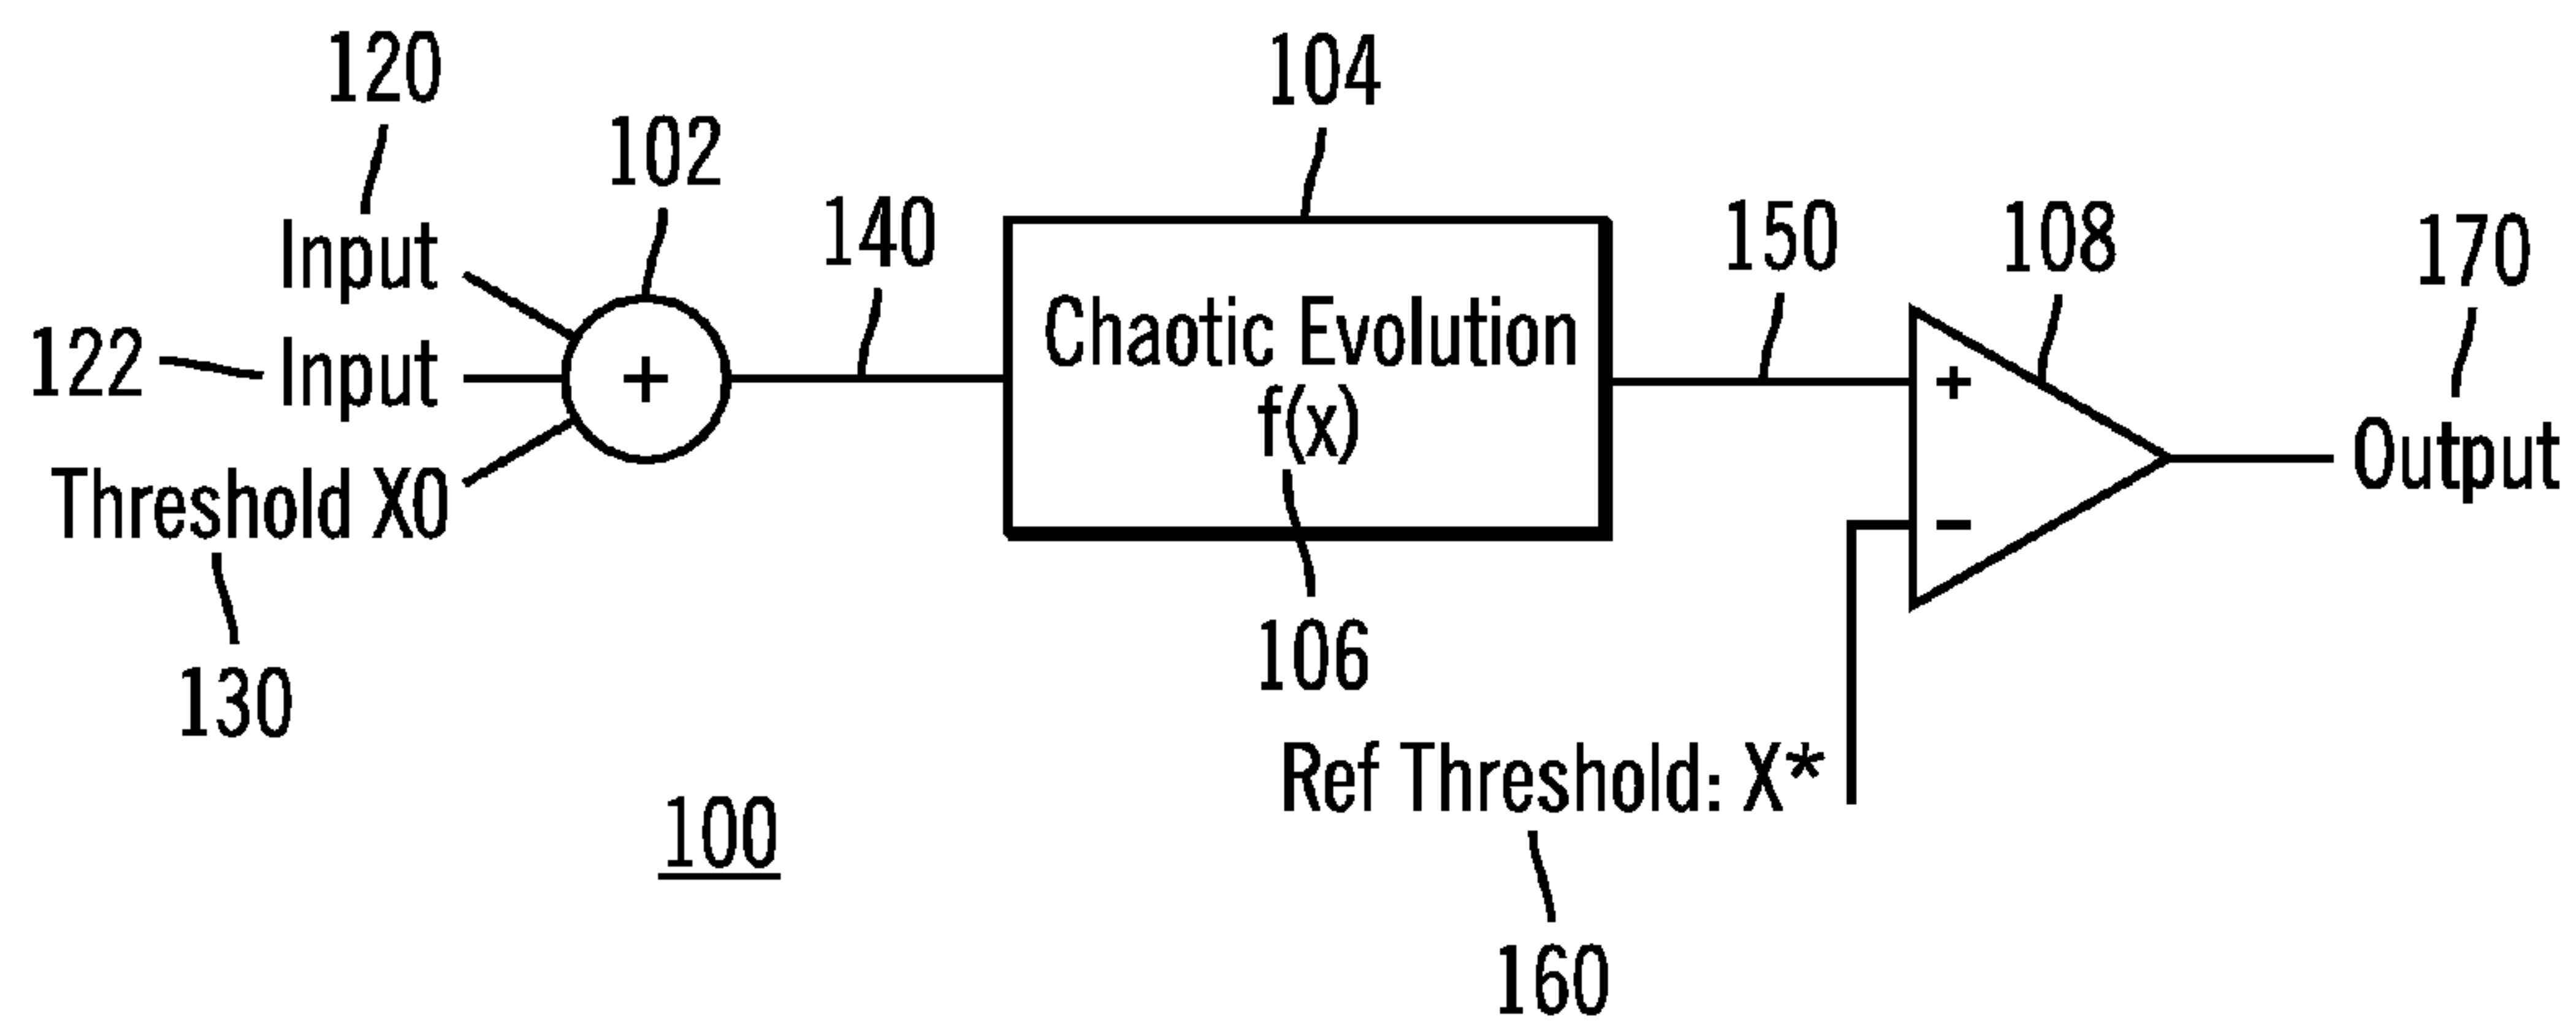 120
102
104
140
150
108
170
Input
122
Input
+
Chaotic Evolution
f(x)
+
−
Output
Threshold X0
130
106
Ref Threshold: X*
100
160